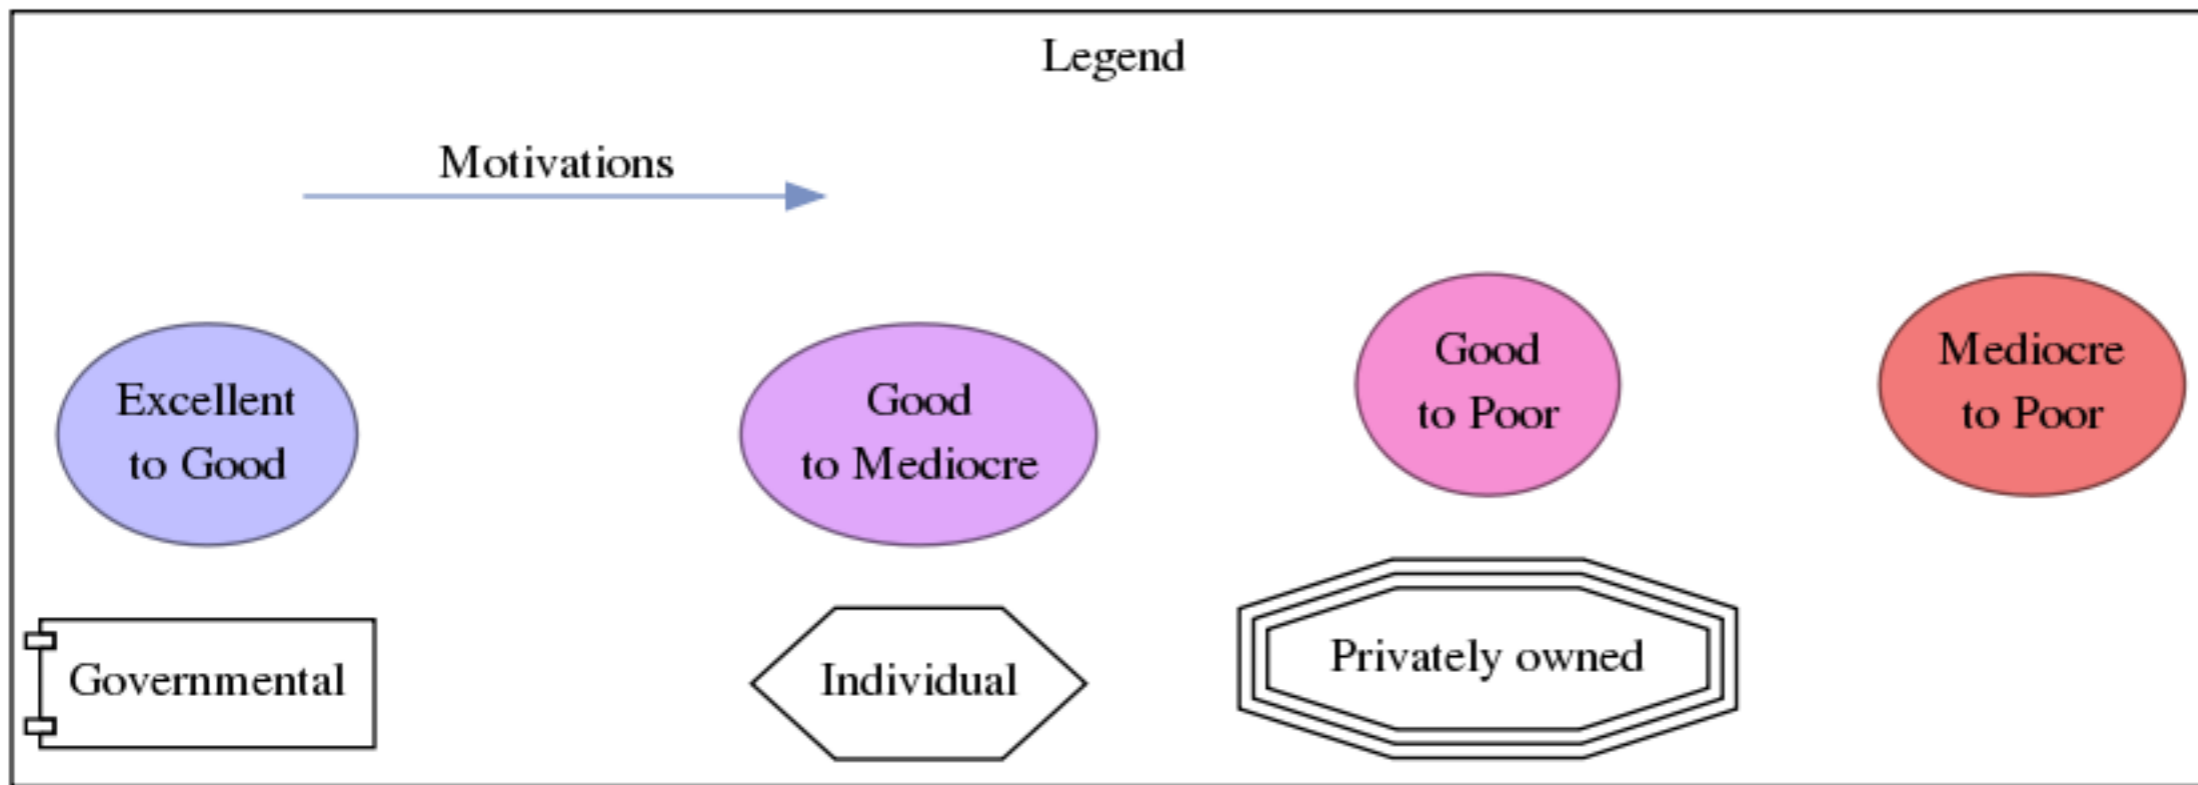 Legend
Motivations
Excellent
to Good
Good
to Mediocre
Good
to Poor
Mediocre
to Poor
Governmental
Individual
Privately owned